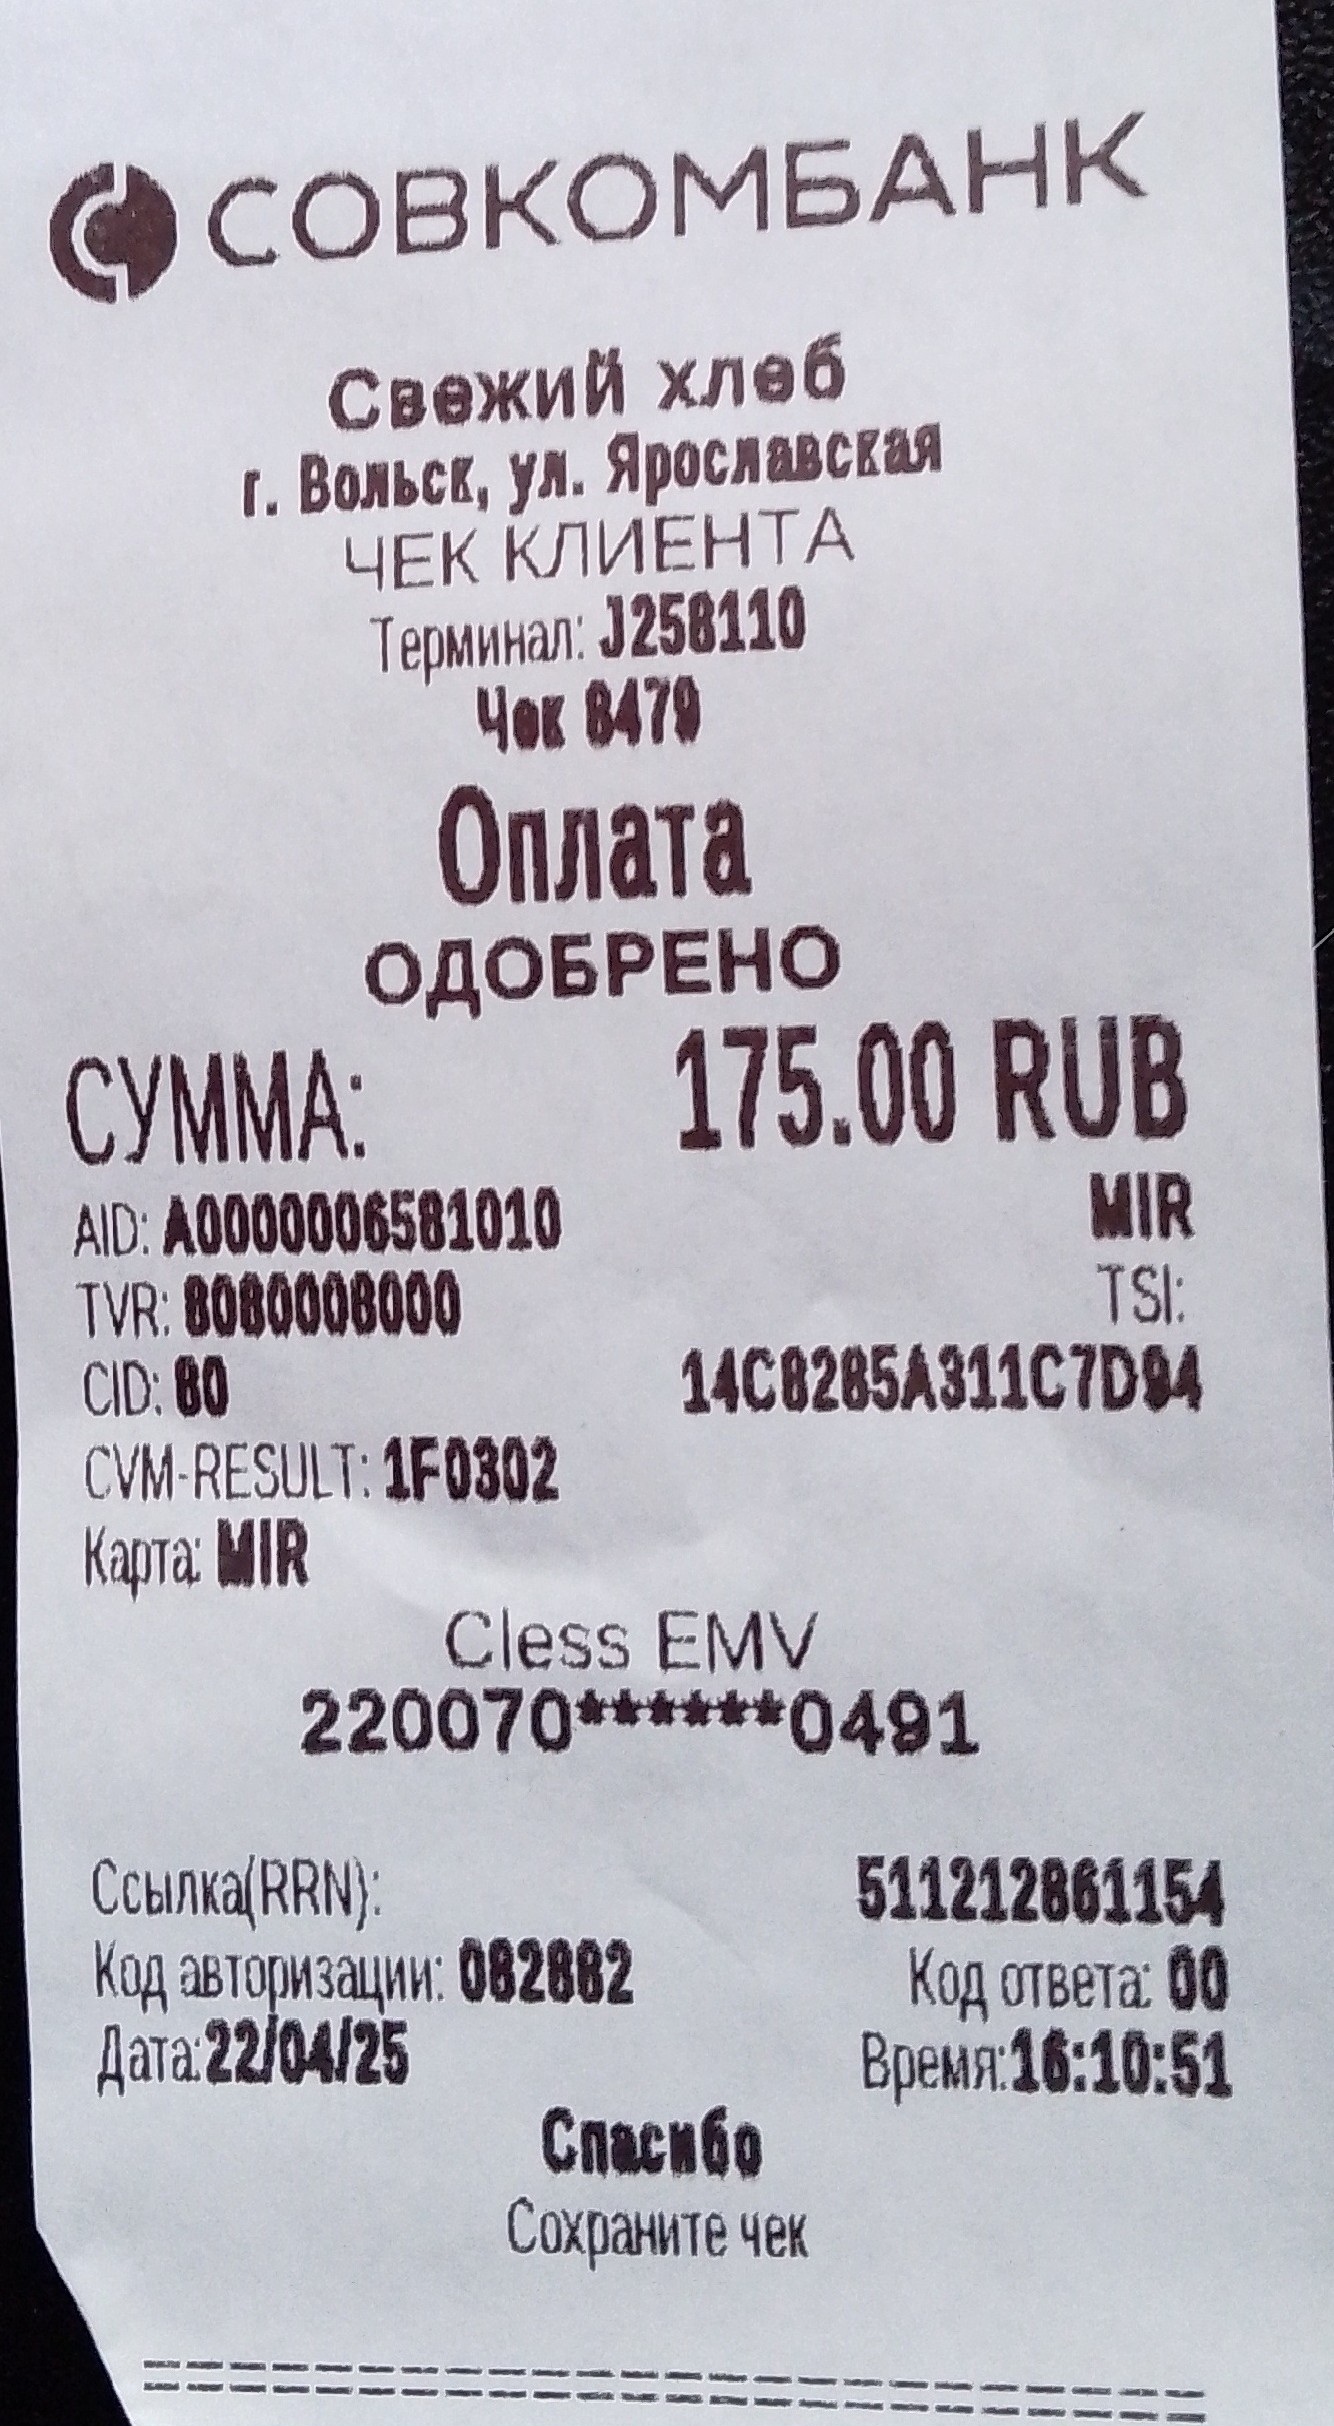 СОВКОМБАНК
Свежий хлеб
г. Вольск, ул. Ярославская
ЧЕК КЛИЕНТА
Терминал: J258110
Чек 8479
Оплата
ОДОБРЕНО
СУММА: 175.00 RUB
AID: A0000006581010 MIR
TVR: 8080008000 TSI:
CID: 80 14C8285A311C7D94
CVM-RESULT: 1F0302
Карта: MIR
Cless EMV
220070******0491
Ссылка(RRN): 511212861154
Код авторизации: 082882 Код ответа: 00
Дата:22/04/25 Время:16:10:51
Спасибо
Сохраните чек